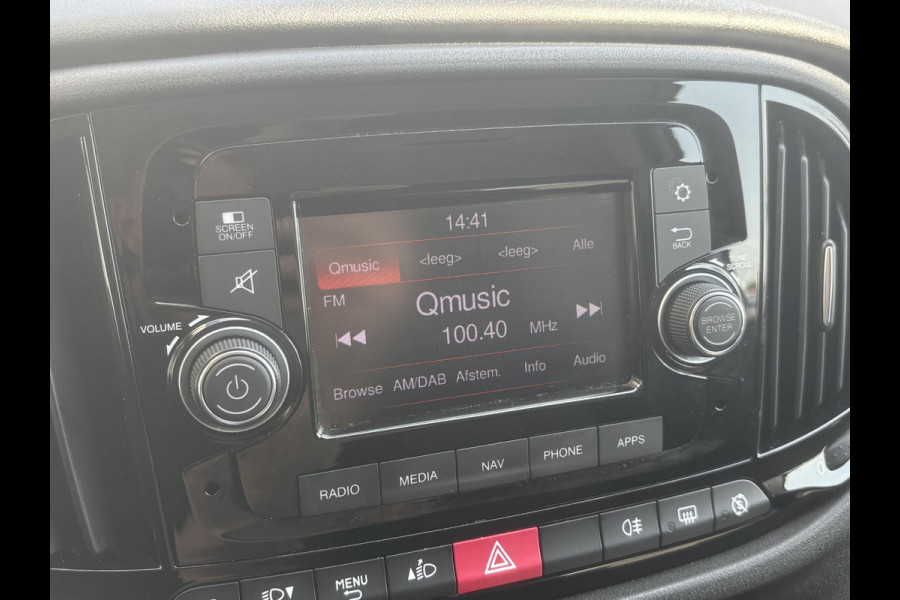 14:41
SCREEN
ON/OFF
Qmusic <leeg> <leeg> Alle
BACK
TUNE
SCROLL
FM
Qmusic
VOLUME
100.40 MHz
BROWSE
ENTER
Browse AM/DAB Afstem. Info Audio
RADIO MEDIA NAV PHONE APPS
MENU